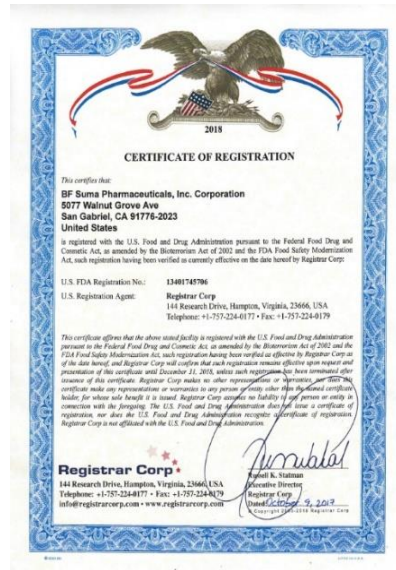 2018
CERTIFICATE OF REGISTRATION
This certifies that:
BF Suma Pharmaceuticals, Inc. Corporation
5077 Walnut Grove Ave
San Gabriel, CA 91776-2023
United States
is registered with the U.S. Food and Drug Administration pursuant to the Federal Food Drug and
Cosmetic Act, as amended by the Bioterrorism Act of 2002 and the FDA Food Safety Modernization
Act, such registration having been verified as currently effective on the date hereof by Registrar Corp:
U.S. FDA Registration No.: 13401745706
U.S. Registration Agent: Registrar Corp
144 Research Drive, Hampton, Virginia, 23666, USA
Telephone: +1-757-224-0177 • Fax: +1-757-224-0179
This certificate affirms that the above stated facility is registered with the U.S. Food and Drug Administration
pursuant to the Federal Food Drug and Cosmetic Act, as amended by the Bioterrorism Act of 2002 and the
FDA Food Safety Modernization Act, such registration having been verified as effective by Registrar Corp as
of the date hereof, and Registrar Corp will confirm that such registration remains effective upon request and
presentation of this certificate until December 31, 2018, unless such registration has been terminated after
issuance of this certificate. Registrar Corp makes no other representations or warranties, nor does this
certificate make any representations or warranties to any person or entity other than the named certificate
holder, for whose sole benefit it is issued. Registrar Corp assumes no liability to any person or entity in
connection with the foregoing. The U.S. Food and Drug Administration does not issue a certificate of
registration, nor does the U.S. Food and Drug Administration recognize a certificate of registration.
Registrar Corp is not affiliated with the U.S. Food and Drug Administration.
Registrar Corp
144 Research Drive, Hampton, Virginia, 23666, USA
Telephone: +1-757-224-0177 • Fax: +1-757-224-0179
info@registrarcorp.com • www.registrarcorp.com
Russell K. Statman
Executive Director
Registrar Corp
Dated: October 9, 2017